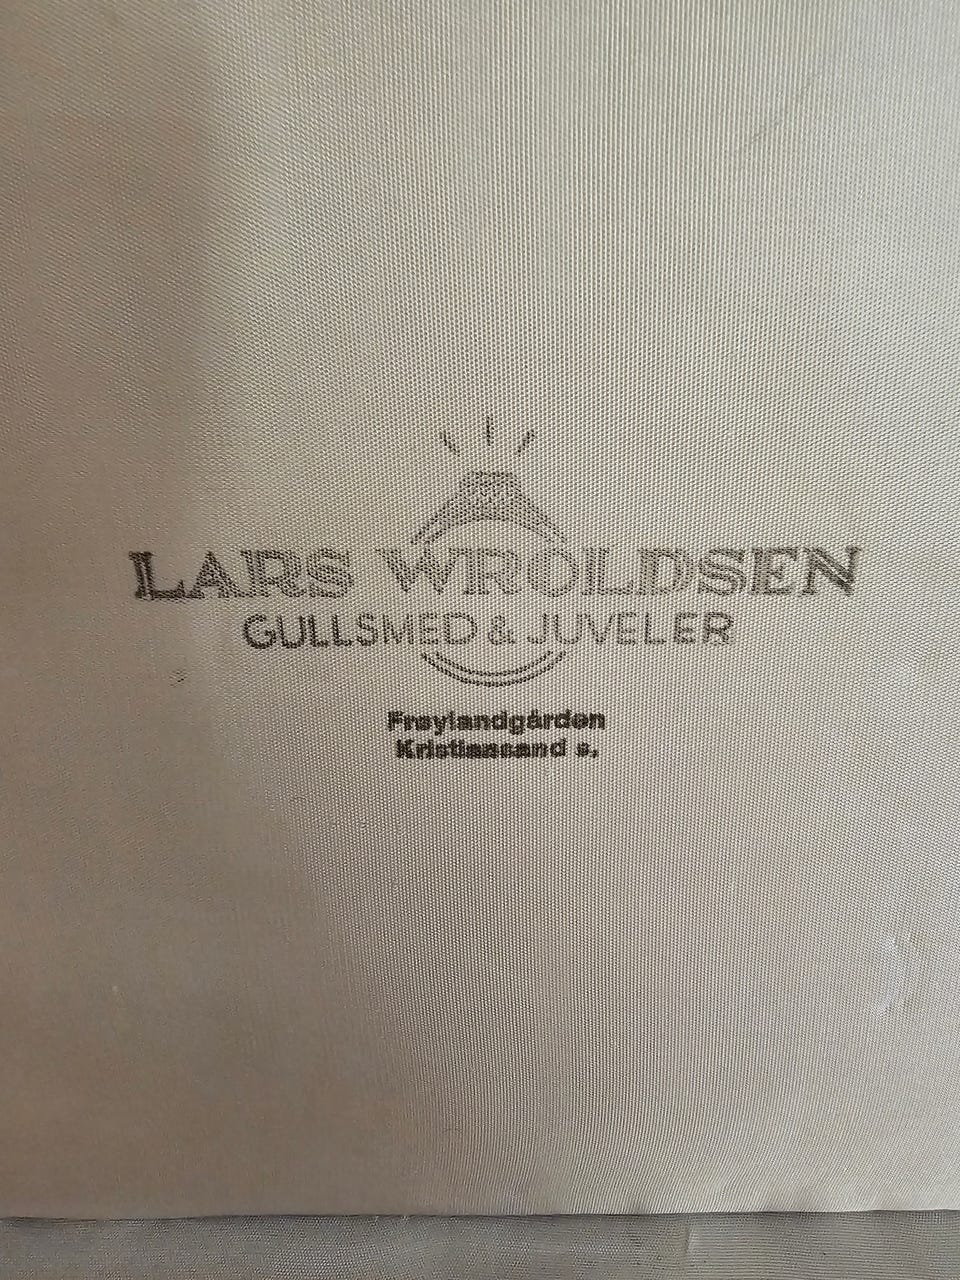 LARS WROLDSEN
GULLSMED & JUVELER
Frøylandgården
Kristiansand s.